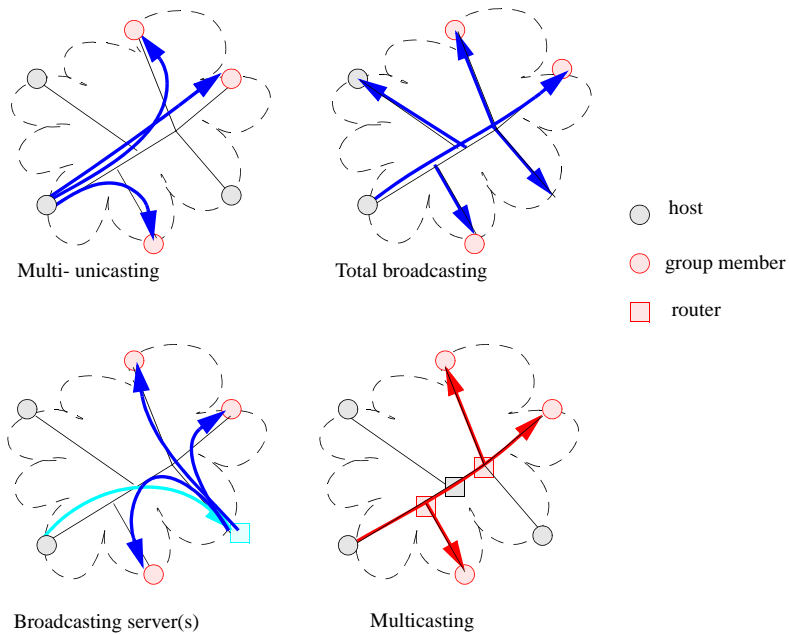 Multi- unicasting
Total broadcasting
host
group member
router
Broadcasting server(s)
Multicasting